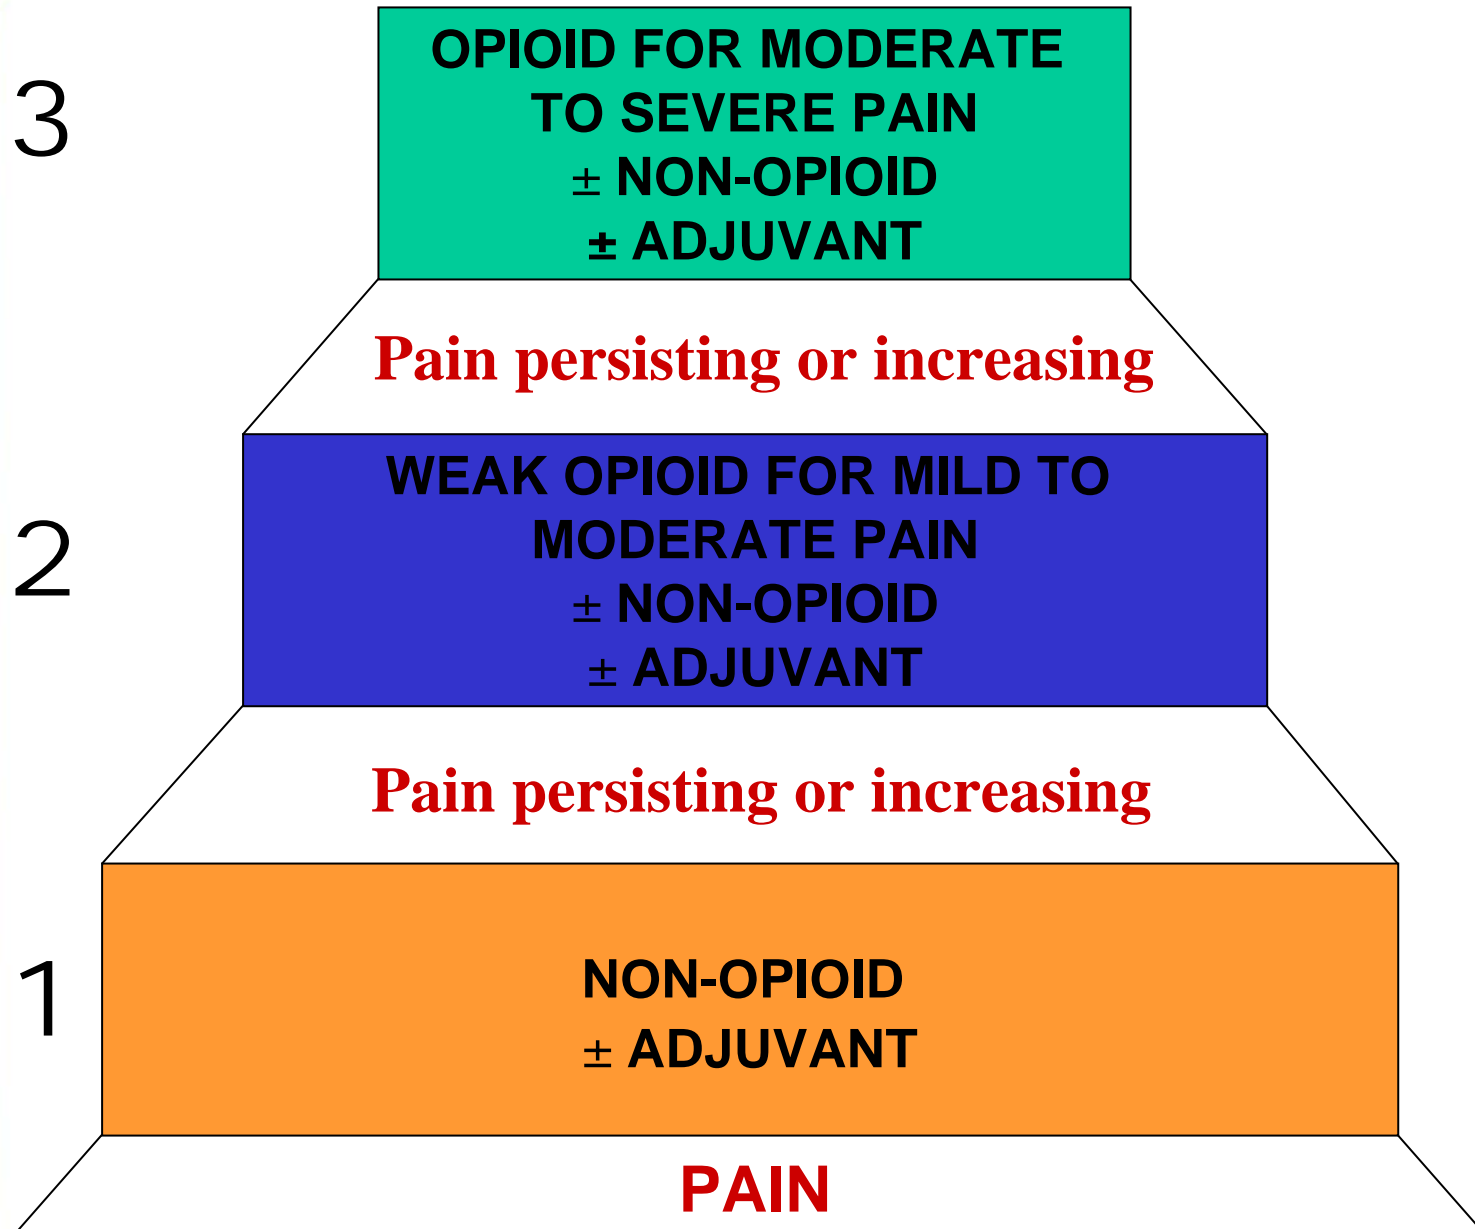 3
OPIOID FOR MODERATE
TO SEVERE PAIN
± NON-OPIOID
± ADJUVANT
Pain persisting or increasing
2
WEAK OPIOID FOR MILD TO
MODERATE PAIN
± NON-OPIOID
± ADJUVANT
Pain persisting or increasing
1
NON-OPIOID
± ADJUVANT
PAIN